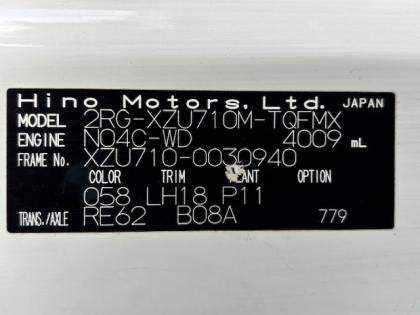 Hino Motors, Ltd. JAPAN
MODEL 2RG-XZU710M-TQFMX
ENGINE N04C-WD 4009 mL
FRAME No. XZU710-0030940
COLOR TRIM LANT OPTION
058 LH18 P11
TRANS./AXLE RE62 B08A 779